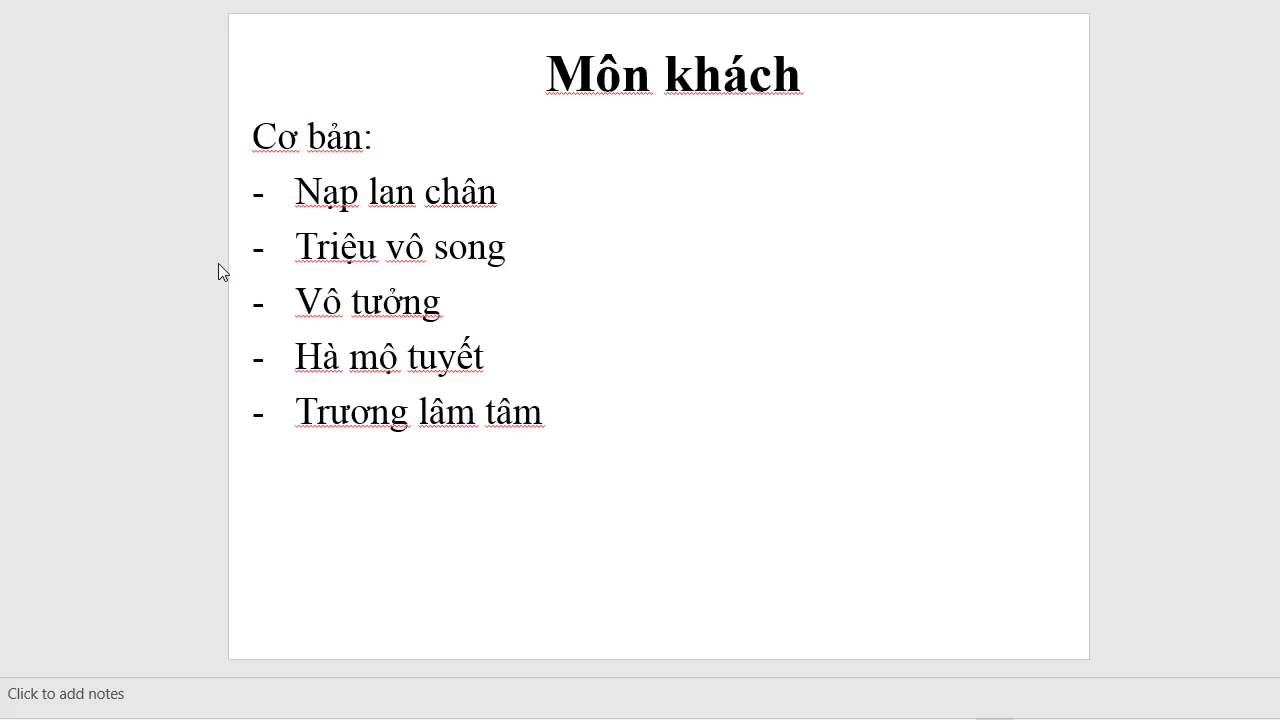 Môn khách
Cơ bản:
- Nạp lan chân
- Triệu vô song
- Vô tưởng
- Hà mộ tuyết
- Trương lâm tâm
Click to add notes